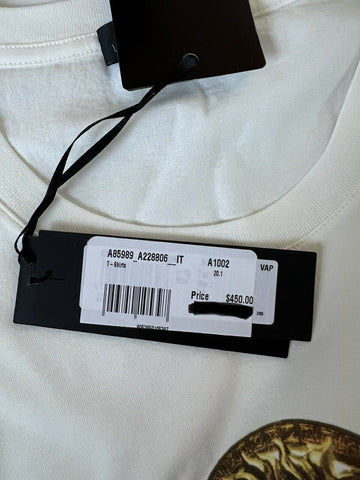 A85989_A228806__IT A1002
T-Shirts 20.1
VAP
Price $450.00